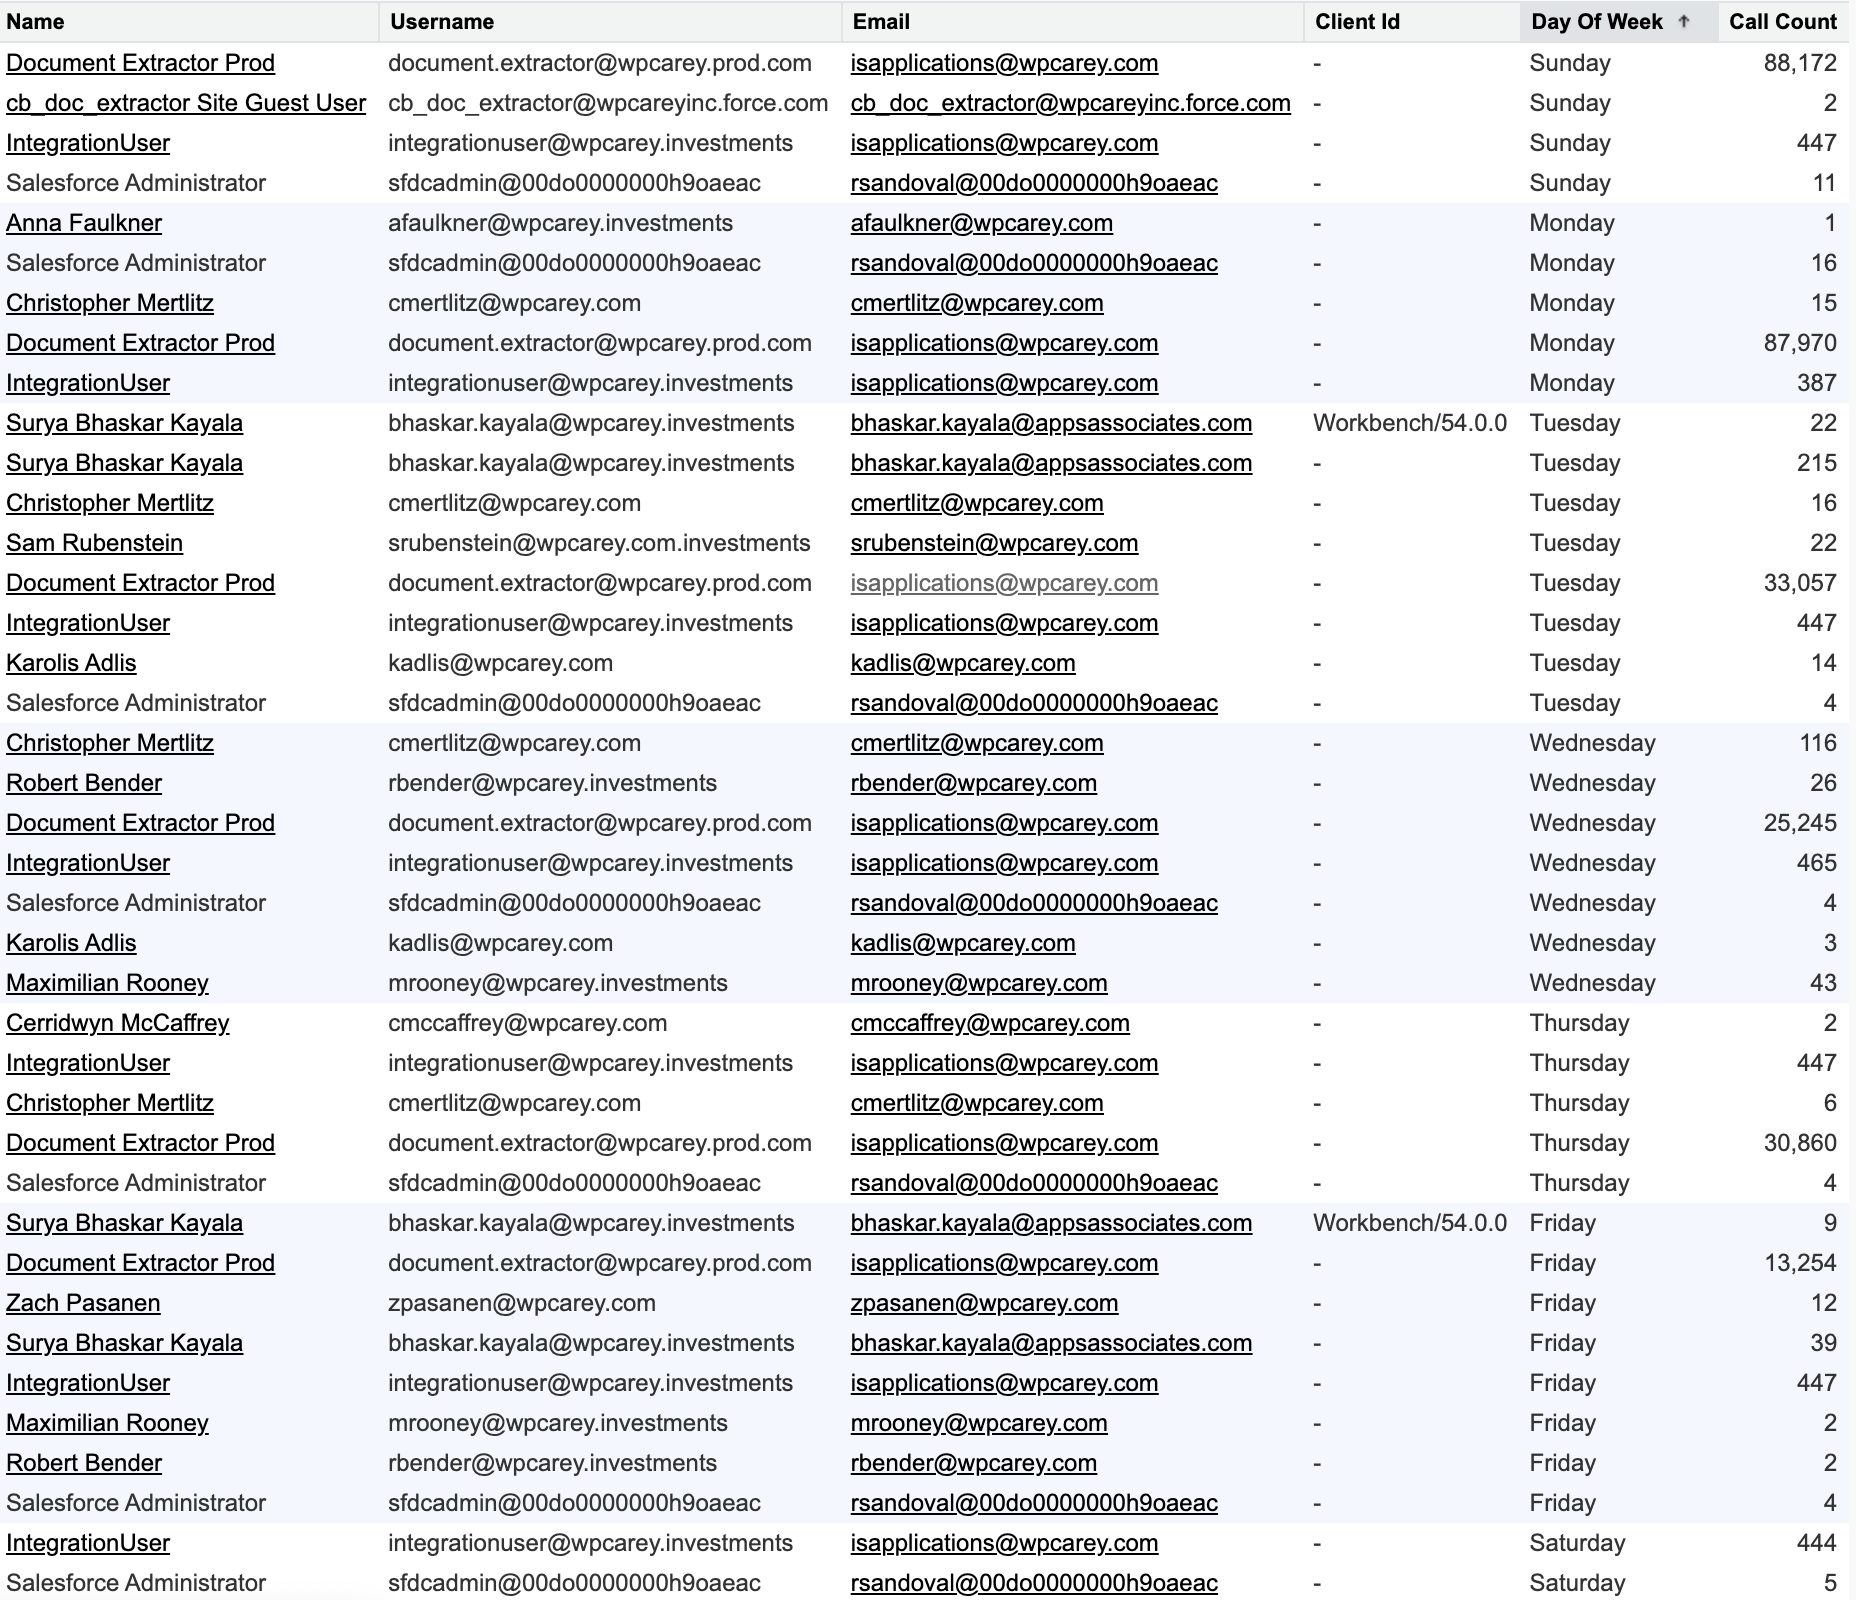 Name Username Email Client Id Day Of Week ↑ Call Count
Document Extractor Prod document.extractor@wpcarey.prod.com isapplications@wpcarey.com - Sunday 88,172
cb_doc_extractor Site Guest User cb_doc_extractor@wpcareyinc.force.com cb_doc_extractor@wpcareyinc.force.com - Sunday 2
IntegrationUser integrationuser@wpcarey.investments isapplications@wpcarey.com - Sunday 447
Salesforce Administrator sfdcadmin@00do0000000h9oaeac rsandoval@00do0000000h9oaeac - Sunday 11
Anna Faulkner afaulkner@wpcarey.investments afaulkner@wpcarey.com - Monday 1
Salesforce Administrator sfdcadmin@00do0000000h9oaeac rsandoval@00do0000000h9oaeac - Monday 16
Christopher Mertlitz cmertlitz@wpcarey.com cmertlitz@wpcarey.com - Monday 15
Document Extractor Prod document.extractor@wpcarey.prod.com isapplications@wpcarey.com - Monday 87,970
IntegrationUser integrationuser@wpcarey.investments isapplications@wpcarey.com - Monday 387
Surya Bhaskar Kayala bhaskar.kayala@wpcarey.investments bhaskar.kayala@appsassociates.com Workbench/54.0.0 Tuesday 22
Surya Bhaskar Kayala bhaskar.kayala@wpcarey.investments bhaskar.kayala@appsassociates.com - Tuesday 215
Christopher Mertlitz cmertlitz@wpcarey.com cmertlitz@wpcarey.com - Tuesday 16
Sam Rubenstein srubenstein@wpcarey.com.investments srubenstein@wpcarey.com - Tuesday 22
Document Extractor Prod document.extractor@wpcarey.prod.com isapplications@wpcarey.com - Tuesday 33,057
IntegrationUser integrationuser@wpcarey.investments isapplications@wpcarey.com - Tuesday 447
Karolis Adlis kadlis@wpcarey.com kadlis@wpcarey.com - Tuesday 14
Salesforce Administrator sfdcadmin@00do0000000h9oaeac rsandoval@00do0000000h9oaeac - Tuesday 4
Christopher Mertlitz cmertlitz@wpcarey.com cmertlitz@wpcarey.com - Wednesday 116
Robert Bender rbender@wpcarey.investments rbender@wpcarey.com - Wednesday 26
Document Extractor Prod document.extractor@wpcarey.prod.com isapplications@wpcarey.com - Wednesday 25,245
IntegrationUser integrationuser@wpcarey.investments isapplications@wpcarey.com - Wednesday 465
Salesforce Administrator sfdcadmin@00do0000000h9oaeac rsandoval@00do0000000h9oaeac - Wednesday 4
Karolis Adlis kadlis@wpcarey.com kadlis@wpcarey.com - Wednesday 3
Maximilian Rooney mrooney@wpcarey.investments mrooney@wpcarey.com - Wednesday 43
Cerridwyn McCaffrey cmccaffrey@wpcarey.com cmccaffrey@wpcarey.com - Thursday 2
IntegrationUser integrationuser@wpcarey.investments isapplications@wpcarey.com - Thursday 447
Christopher Mertlitz cmertlitz@wpcarey.com cmertlitz@wpcarey.com - Thursday 6
Document Extractor Prod document.extractor@wpcarey.prod.com isapplications@wpcarey.com - Thursday 30,860
Salesforce Administrator sfdcadmin@00do0000000h9oaeac rsandoval@00do0000000h9oaeac - Thursday 4
Surya Bhaskar Kayala bhaskar.kayala@wpcarey.investments bhaskar.kayala@appsassociates.com Workbench/54.0.0 Friday 9
Document Extractor Prod document.extractor@wpcarey.prod.com isapplications@wpcarey.com - Friday 13,254
Zach Pasanen zpasanen@wpcarey.com zpasanen@wpcarey.com - Friday 12
Surya Bhaskar Kayala bhaskar.kayala@wpcarey.investments bhaskar.kayala@appsassociates.com - Friday 39
IntegrationUser integrationuser@wpcarey.investments isapplications@wpcarey.com - Friday 447
Maximilian Rooney mrooney@wpcarey.investments mrooney@wpcarey.com - Friday 2
Robert Bender rbender@wpcarey.investments rbender@wpcarey.com - Friday 2
Salesforce Administrator sfdcadmin@00do0000000h9oaeac rsandoval@00do0000000h9oaeac - Friday 4
IntegrationUser integrationuser@wpcarey.investments isapplications@wpcarey.com - Saturday 444
Salesforce Administrator sfdcadmin@00do0000000h9oaeac rsandoval@00do0000000h9oaeac - Saturday 5